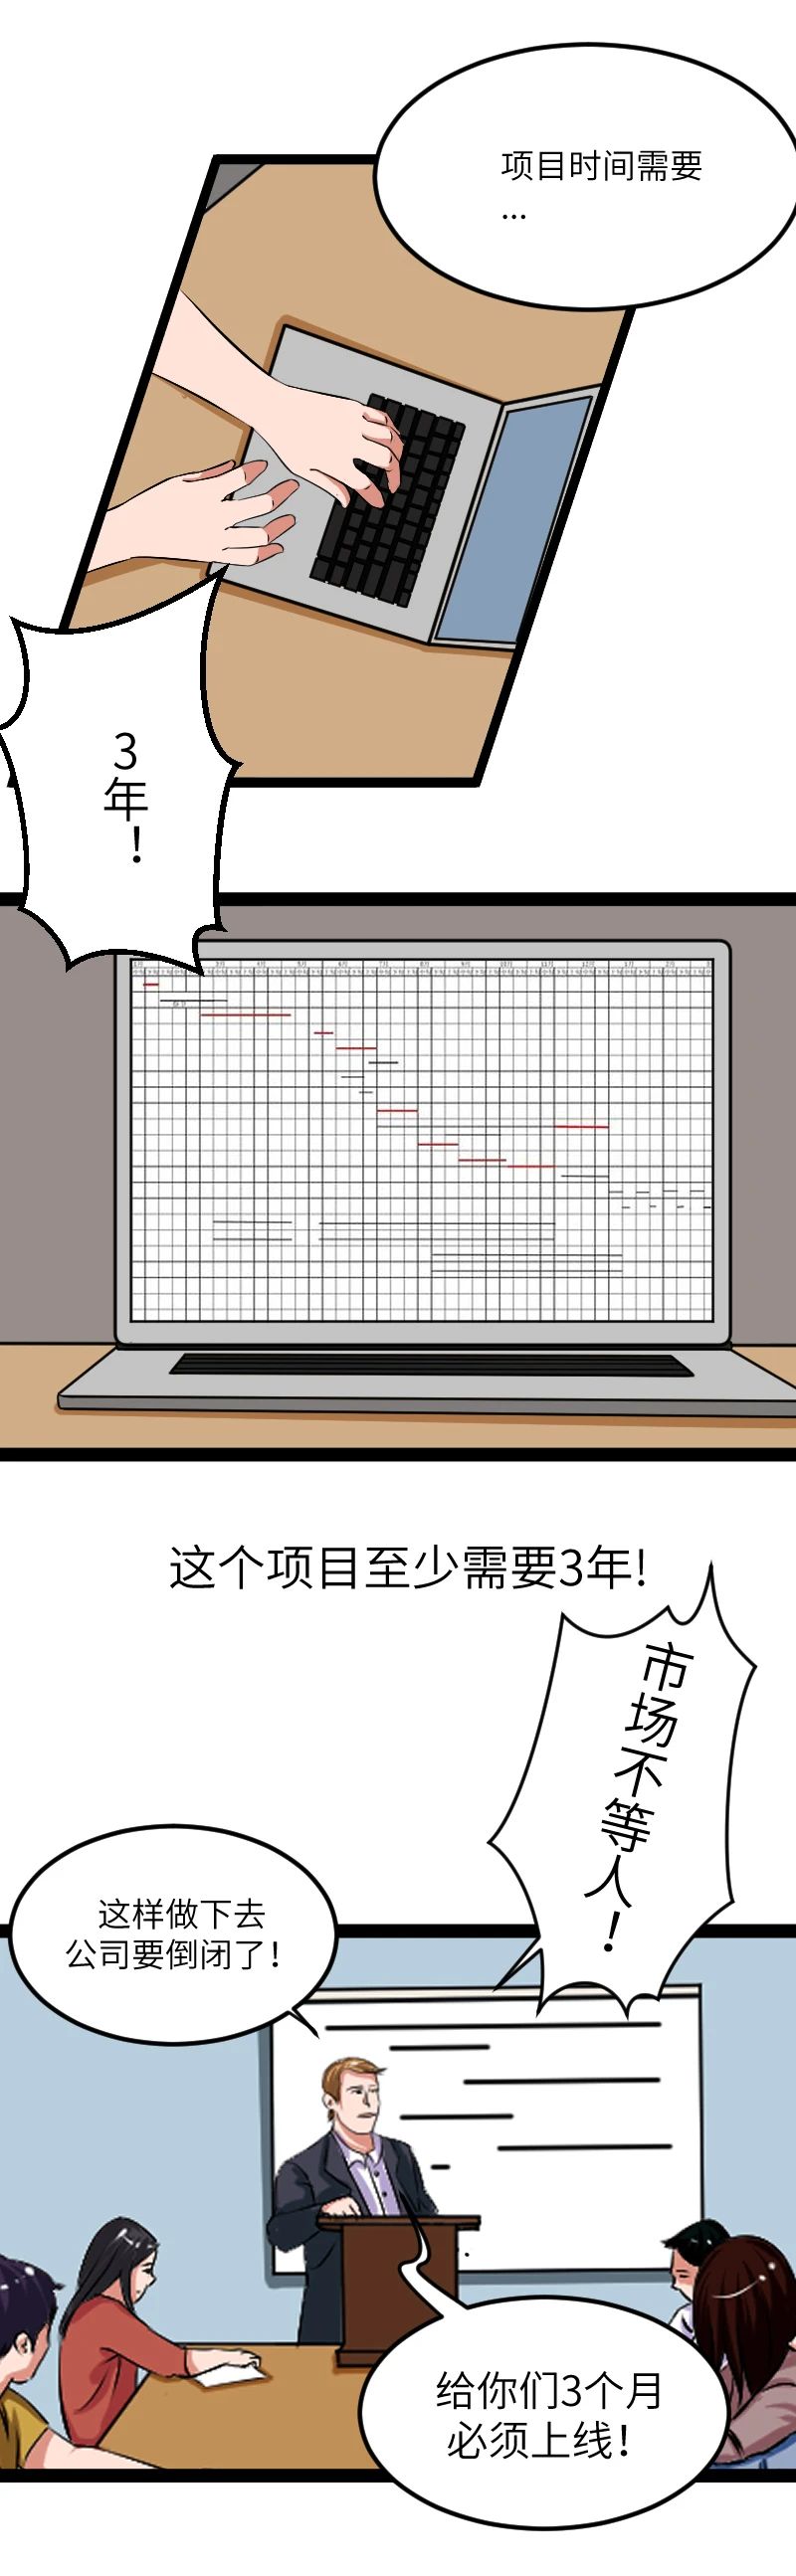 项目时间需要
...
3年！
这个项目至少需要3年!
市场不等人！
这样做下去
公司要倒闭了！
给你们3个月
必须上线！